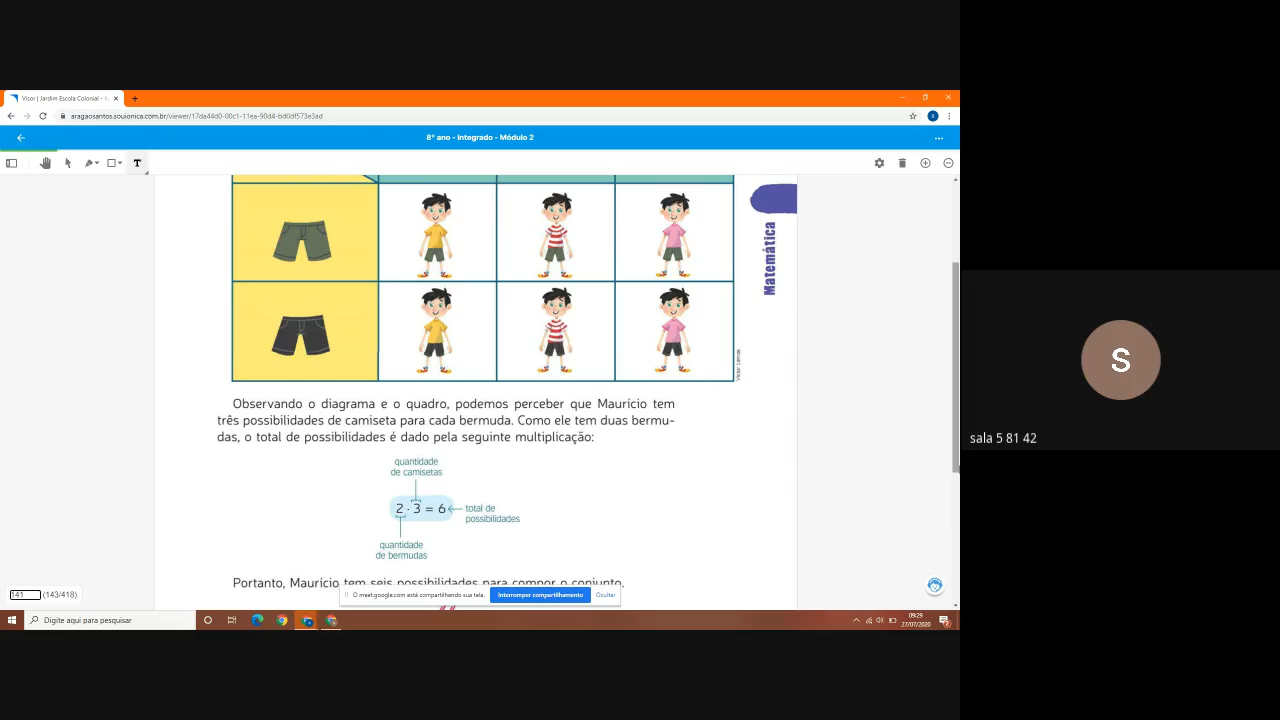 Visor | Jardim Escola Colonial - I
aragaosantos.souionica.com.br/viewer/17da44d0-00c1-11ea-90d4-bd0df573e3ad
S
8º ano - Integrado - Módulo 2
T
Matemática
Observando o diagrama e o quadro, podemos perceber que Maurício tem
três possibilidades de camiseta para cada bermuda. Como ele tem duas bermu-
das, o total de possibilidades é dado pela seguinte multiplicação:
quantidade
de camisetas
2 · 3 = 6
total de
possibilidades
quantidade
de bermudas
Portanto, Maurício tem seis possibilidades para compor o conjunto.
141 (143/418)
O meet.google.com está compartilhando sua tela.
Interromper compartilhamento
Ocultar
Digite aqui para pesquisar
09:29
27/07/2020
S
sala 5 81 42